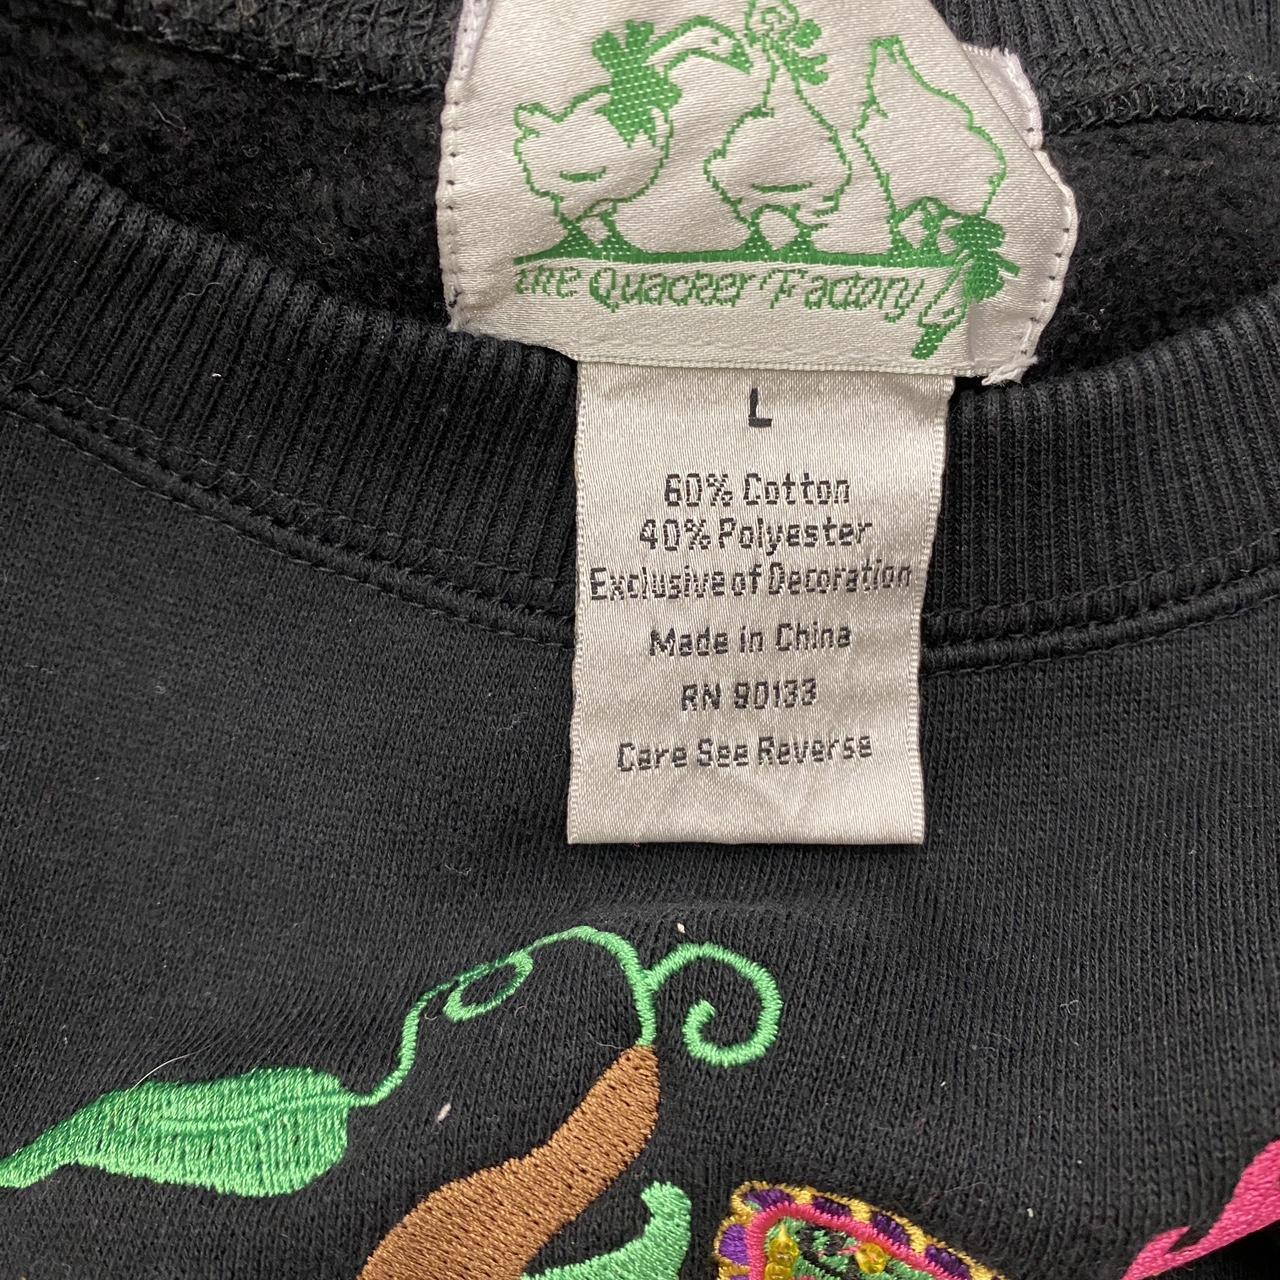 the Quacker Factory
L
60% Cotton
40% Polyester
Exclusive of Decoration
Made in China
RN 90133
Care See Reverse